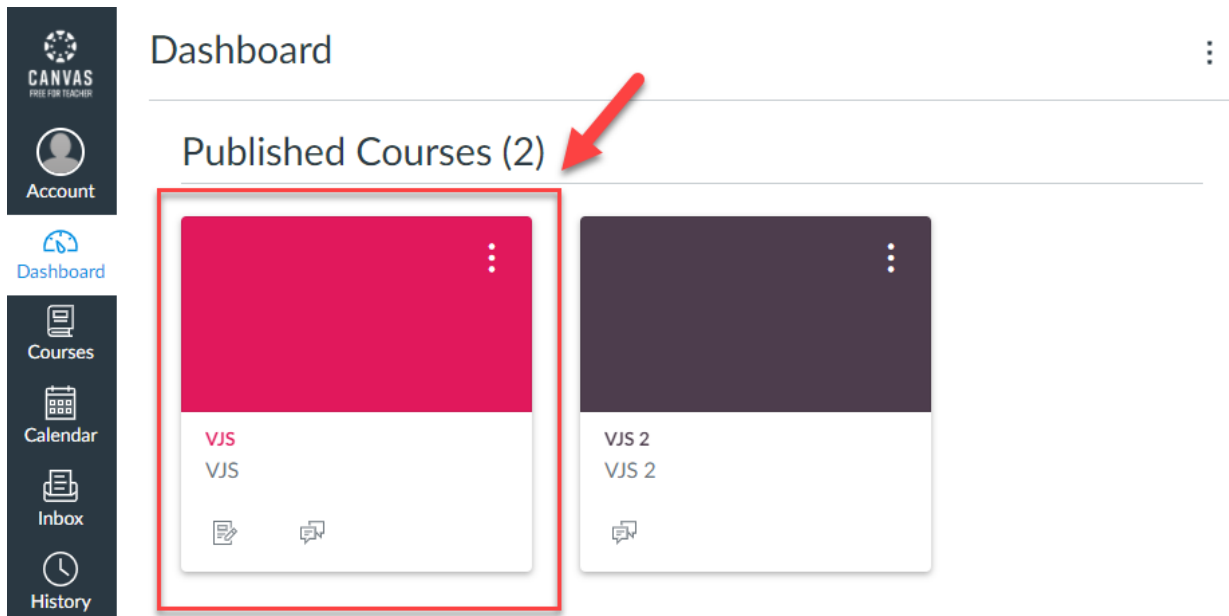 CANVAS
FREE FOR TEACHER
Account
Dashboard
Courses
Calendar
Inbox
History
Dashboard
Published Courses (2)
VJS
VJS
VJS 2
VJS 2